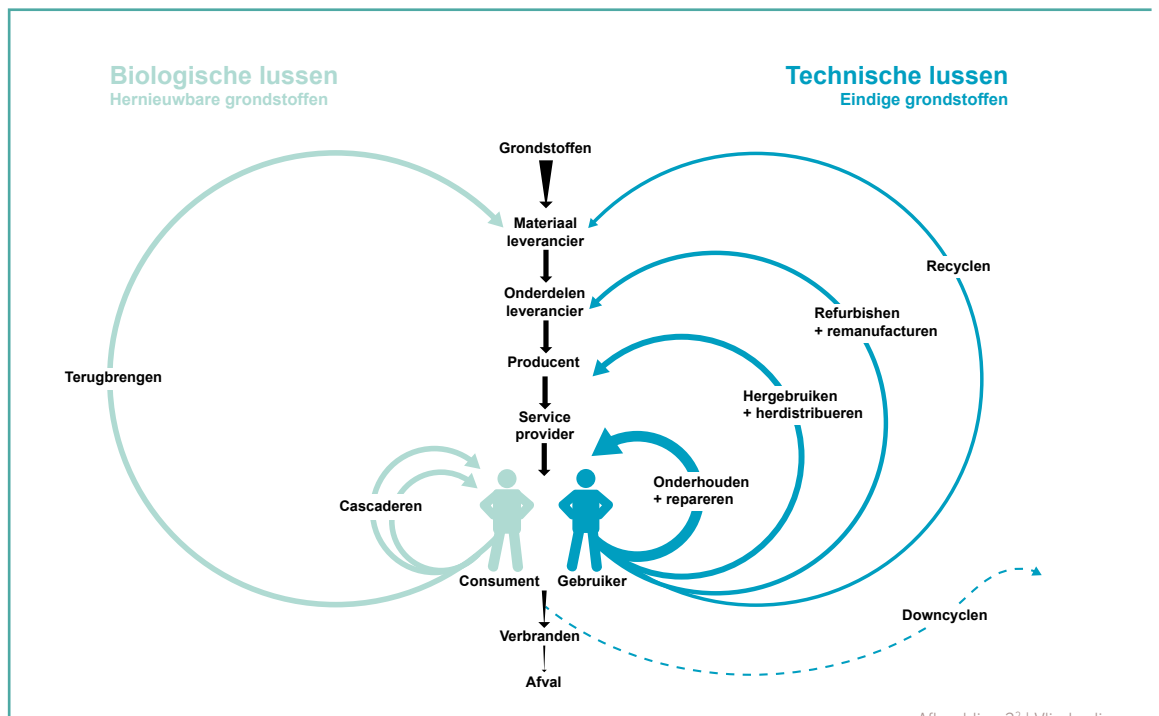 Biologische lussen
Hernieuwbare grondstoffen
Technische lussen
Eindige grondstoffen
Grondstoffen
Materiaal
leverancier
Recyclen
Onderdelen
leverancier
Refurbishen
+ remanufacturen
Producent
Terugbrengen
Hergebruiken
+ herdistribueren
Service
provider
Onderhouden
+ repareren
Cascaderen
Consument
Gebruiker
Downcyclen
Verbranden
Afval